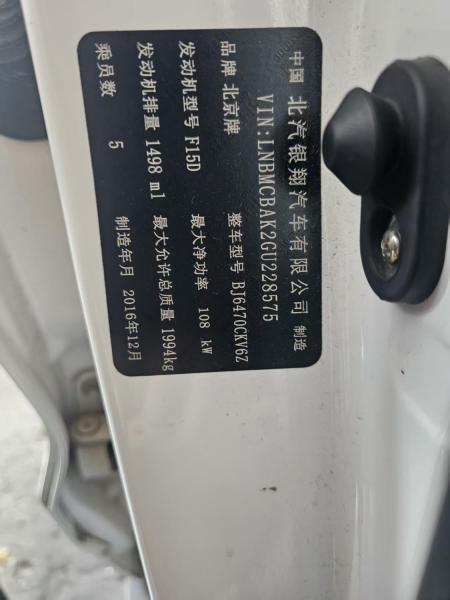 中国 北汽银翔汽车有限公司 制造
VIN:LNBMCBAK2GU228575
品牌 北京牌 整车型号 BJ6470CKV6Z
发动机型号 F15D 最大净功率 108 kW
发动机排量 1498 ml 最大允许总质量 1994kg
乘员数 5 制造年月 2016年12月